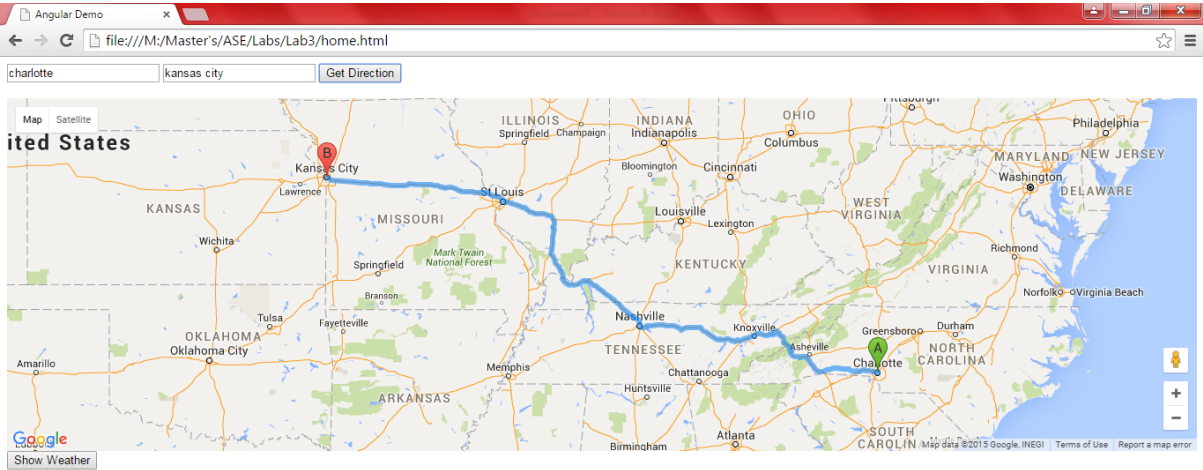 Angular Demo
file:///M:/Master's/ASE/Labs/Lab3/home.html
charlotte
kansas city
Get Direction
Map
Satellite
ited States
ILLINOIS
Springfield
Champaign
INDIANA
Indianapolis
OHIO
Columbus
Pittsburgh
Philadelphia
MARYLAND
NEW JERSEY
B
Kansas City
Lawrence
St Louis
Bloomington
Cincinnati
Washington
DELAWARE
KANSAS
MISSOURI
Louisville
Lexington
WEST
VIRGINIA
Wichita
Mark Twain
National Forest
Springfield
KENTUCKY
Richmond
VIRGINIA
Branson
Norfolk
Virginia Beach
Tulsa
Fayetteville
Nashville
Knoxville
Greensboro
Durham
OKLAHOMA
Oklahoma City
TENNESSEE
Asheville
A
Charlotte
NORTH
CAROLINA
Amarillo
Memphis
Chattanooga
Huntsville
ARKANSAS
Atlanta
Birmingham
SOUTH
CAROLIN
Google
Map data ©2015 Google, INEGI
Terms of Use
Report a map error
Show Weather